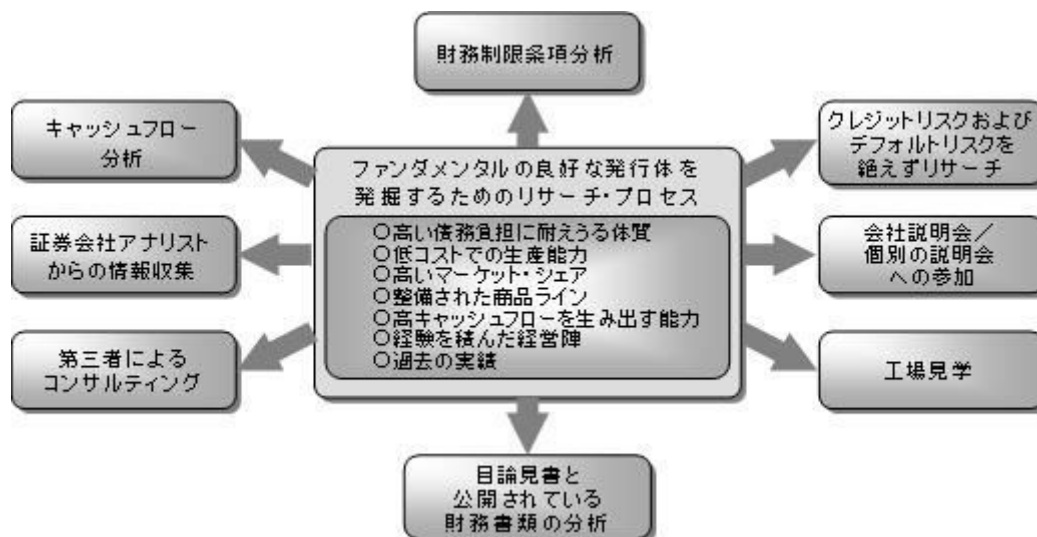 財務制限条項分析
キャッシュフロー
分析
クレジットリスクおよび
デフォルトリスクを
絶えずリサーチ
ファンダメンタルの良好な発行体を
発掘するためのリサーチ・プロセス
○高い債務負担に耐えうる体質
○低コストでの生産能力
○高いマーケット・シェア
○整備された商品ライン
○高キャッシュフローを生み出す能力
○経験を積んだ経営陣
○過去の実績
証券会社アナリスト
からの情報収集
会社説明会／
個別の説明会
への参加
第三者による
コンサルティング
工場見学
目論見書と
公開されている
財務書類の分析